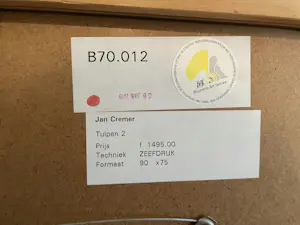 B70.012
Jan Cremer
Tulpen 2
Prijs f 1495.00
Techniek ZEEFDRUK
Formaat 90 x75